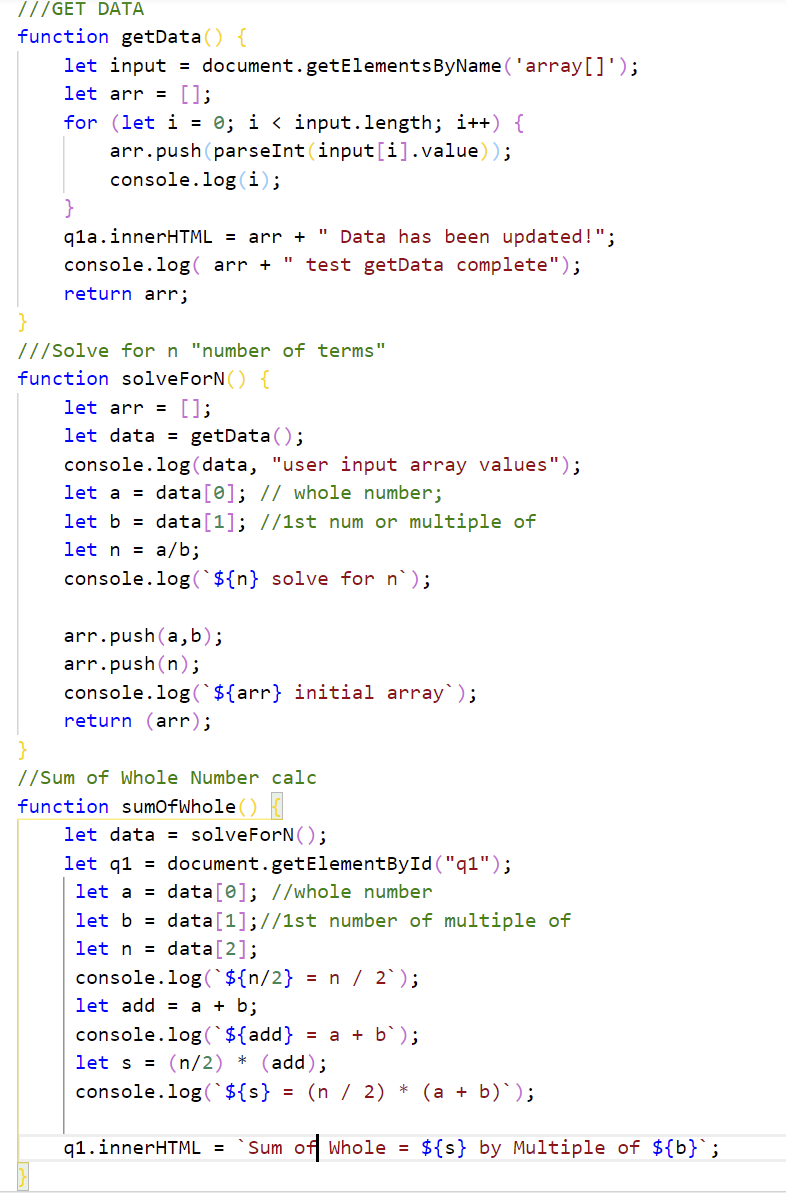 ///GET DATA
function getData() {
    let input = document.getElementsByName('array[]');
    let arr = [];
    for (let i = 0; i < input.length; i++) {
        arr.push(parseInt(input[i].value));
        console.log(i);
    }
    q1a.innerHTML = arr + " Data has been updated!";
    console.log( arr + " test getData complete");
    return arr;
}
///Solve for n "number of terms"
function solveForN() {
    let arr = [];
    let data = getData();
    console.log(data, "user input array values");
    let a = data[0]; // whole number;
    let b = data[1]; //1st num or multiple of
    let n = a/b;
    console.log(`${n} solve for n`);

    arr.push(a,b);
    arr.push(n);
    console.log(`${arr} initial array`);
    return (arr);
}
//Sum of Whole Number calc
function sumOfWhole() {
    let data = solveForN();
    let q1 = document.getElementById("q1");
     let a = data[0]; //whole number
     let b = data[1];//1st number of multiple of
     let n = data[2];
     console.log(`${n/2} = n / 2`);
     let add = a + b;
     console.log(`${add} = a + b`);
     let s = (n/2) * (add);
     console.log(`${s} = (n / 2) * (a + b)`);

    q1.innerHTML = `Sum of Whole = ${s} by Multiple of ${b}`;
}